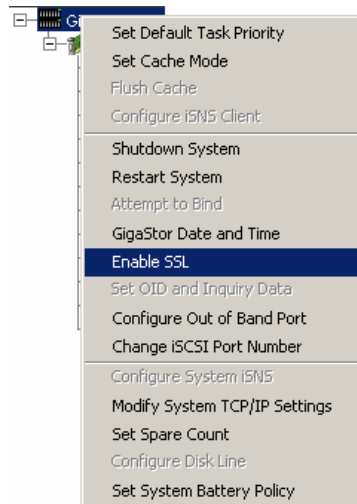 Set Default Task Priority
Set Cache Mode
Flush Cache
Configure iSNS Client
Shutdown System
Restart System
Attempt to Bind
GigaStor Date and Time
Enable SSL
Set OID and Inquiry Data
Configure Out of Band Port
Change iSCSI Port Number
Configure System iSNS
Modify System TCP/IP Settings
Set Spare Count
Configure Disk Line
Set System Battery Policy